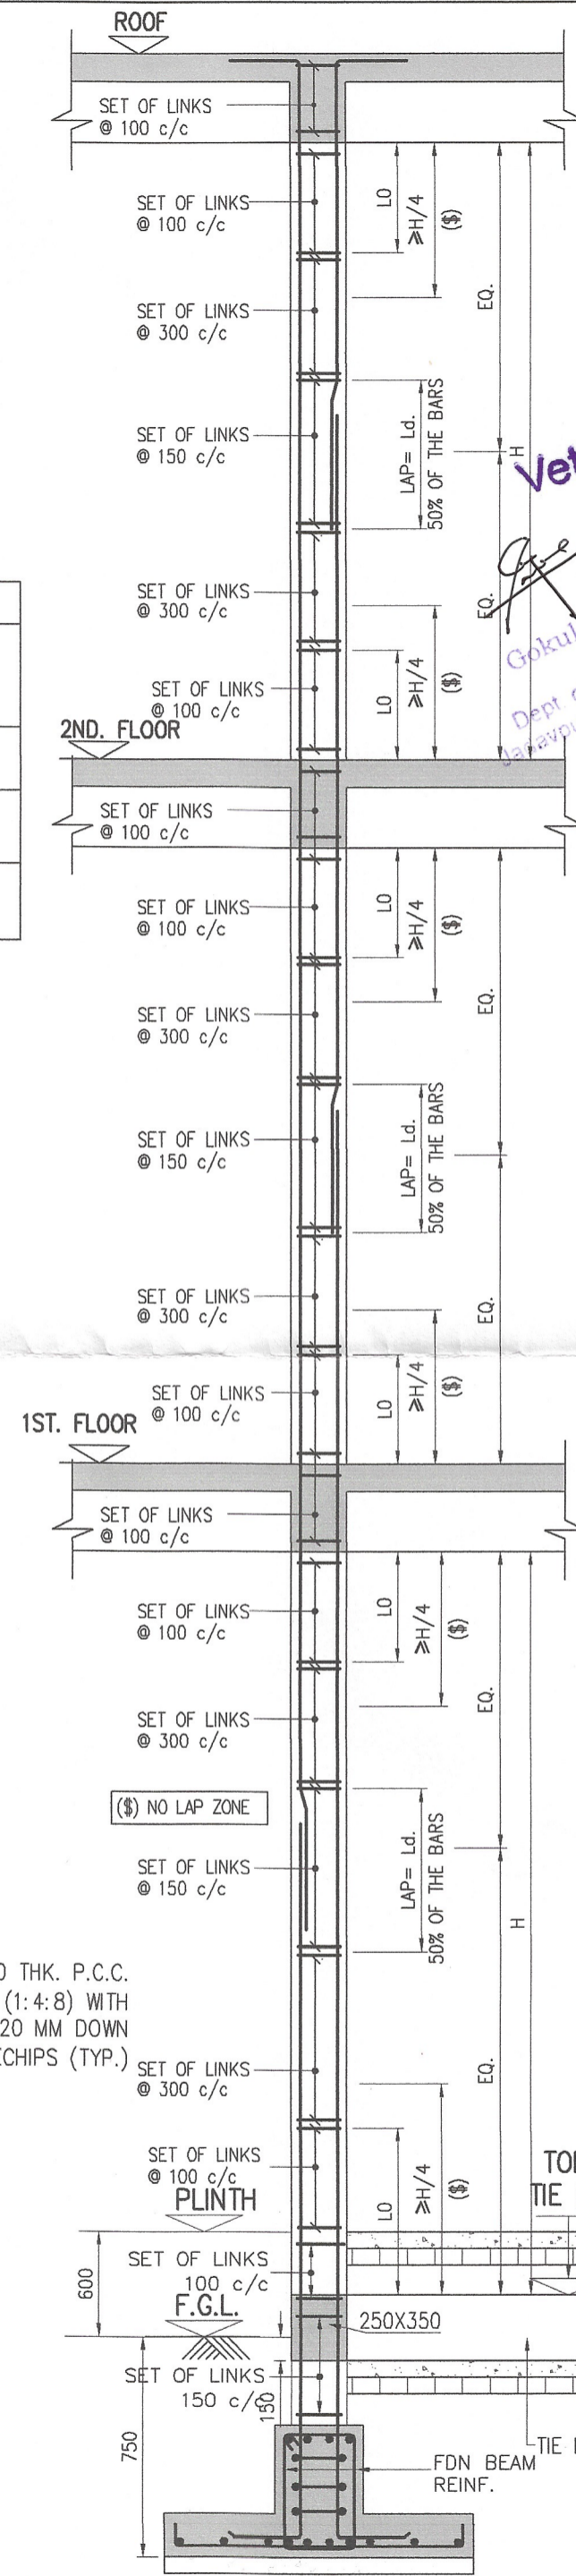 ROOF
SET OF LINKS
@ 100 c/c
SET OF LINKS
@ 100 c/c
LO
≥H/4
($)
EQ.
SET OF LINKS
@ 300 c/c
SET OF LINKS
@ 150 c/c
LAP= Ld.
50% OF THE BARS
H
Vet
SET OF LINKS
@ 300 c/c
EQ.
Gokul
SET OF LINKS
@ 100 c/c
LO
≥H/4
($)
Dept.
Jadavpu
2ND. FLOOR
SET OF LINKS
@ 100 c/c
SET OF LINKS
@ 100 c/c
LO
≥H/4
($)
EQ.
SET OF LINKS
@ 300 c/c
SET OF LINKS
@ 150 c/c
LAP= Ld.
50% OF THE BARS
SET OF LINKS
@ 300 c/c
EQ.
SET OF LINKS
@ 100 c/c
LO
≥H/4
($)
1ST. FLOOR
SET OF LINKS
@ 100 c/c
SET OF LINKS
@ 100 c/c
LO
≥H/4
($)
EQ.
SET OF LINKS
@ 300 c/c
($) NO LAP ZONE
SET OF LINKS
@ 150 c/c
LAP= Ld.
50% OF THE BARS
H
0 THK. P.C.C.
(1:4:8) WITH
20 MM DOWN
ECHIPS (TYP.)
SET OF LINKS
@ 300 c/c
EQ.
SET OF LINKS
@ 100 c/c
LO
≥H/4
($)
TO
TIE
PLINTH
SET OF LINKS
100 c/c
600
F.G.L.
250X350
SET OF LINKS
150 c/c
150
750
TIE
FDN BEAM
REINF.